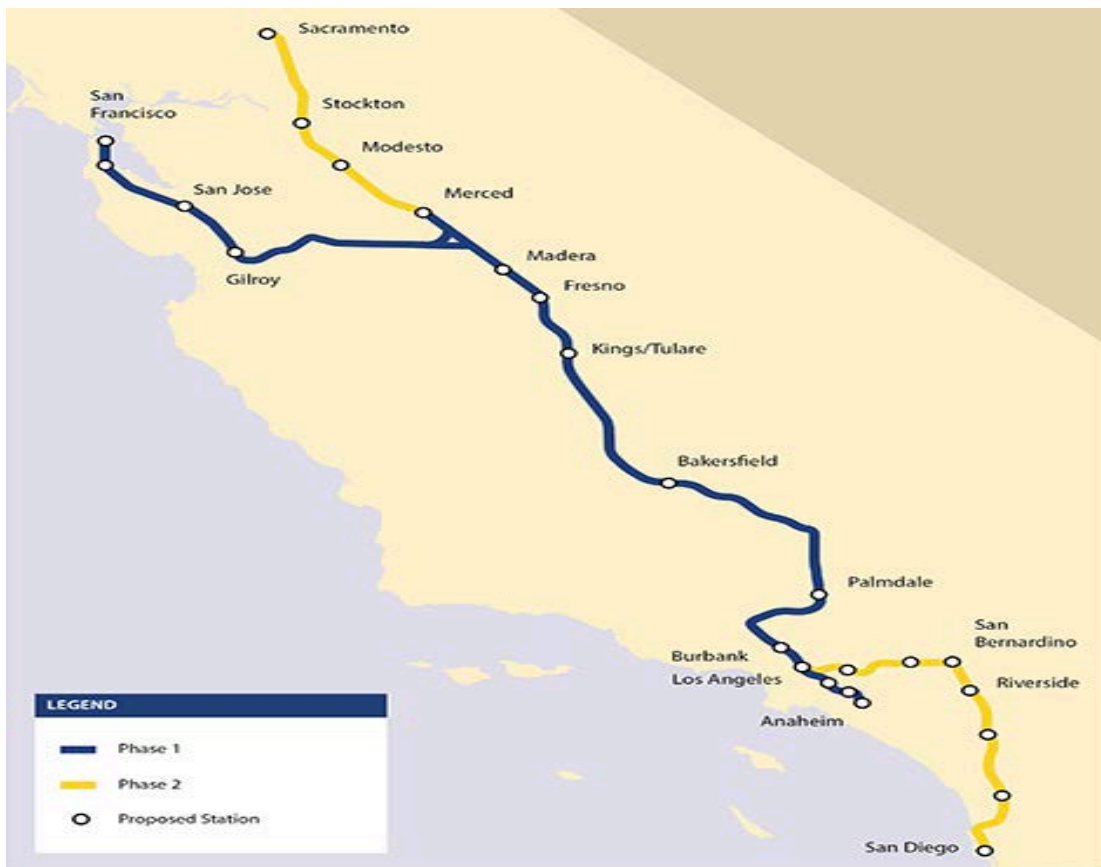 Sacramento
San
Francisco
Stockton
Modesto
San Jose
Merced
Gilroy
Madera
Fresno
Kings/Tulare
Bakersfield
Palmdale
San
Bernardino
Burbank
Los Angeles
Riverside
Anaheim
San Diego
LEGEND
Phase 1
Phase 2
Proposed Station